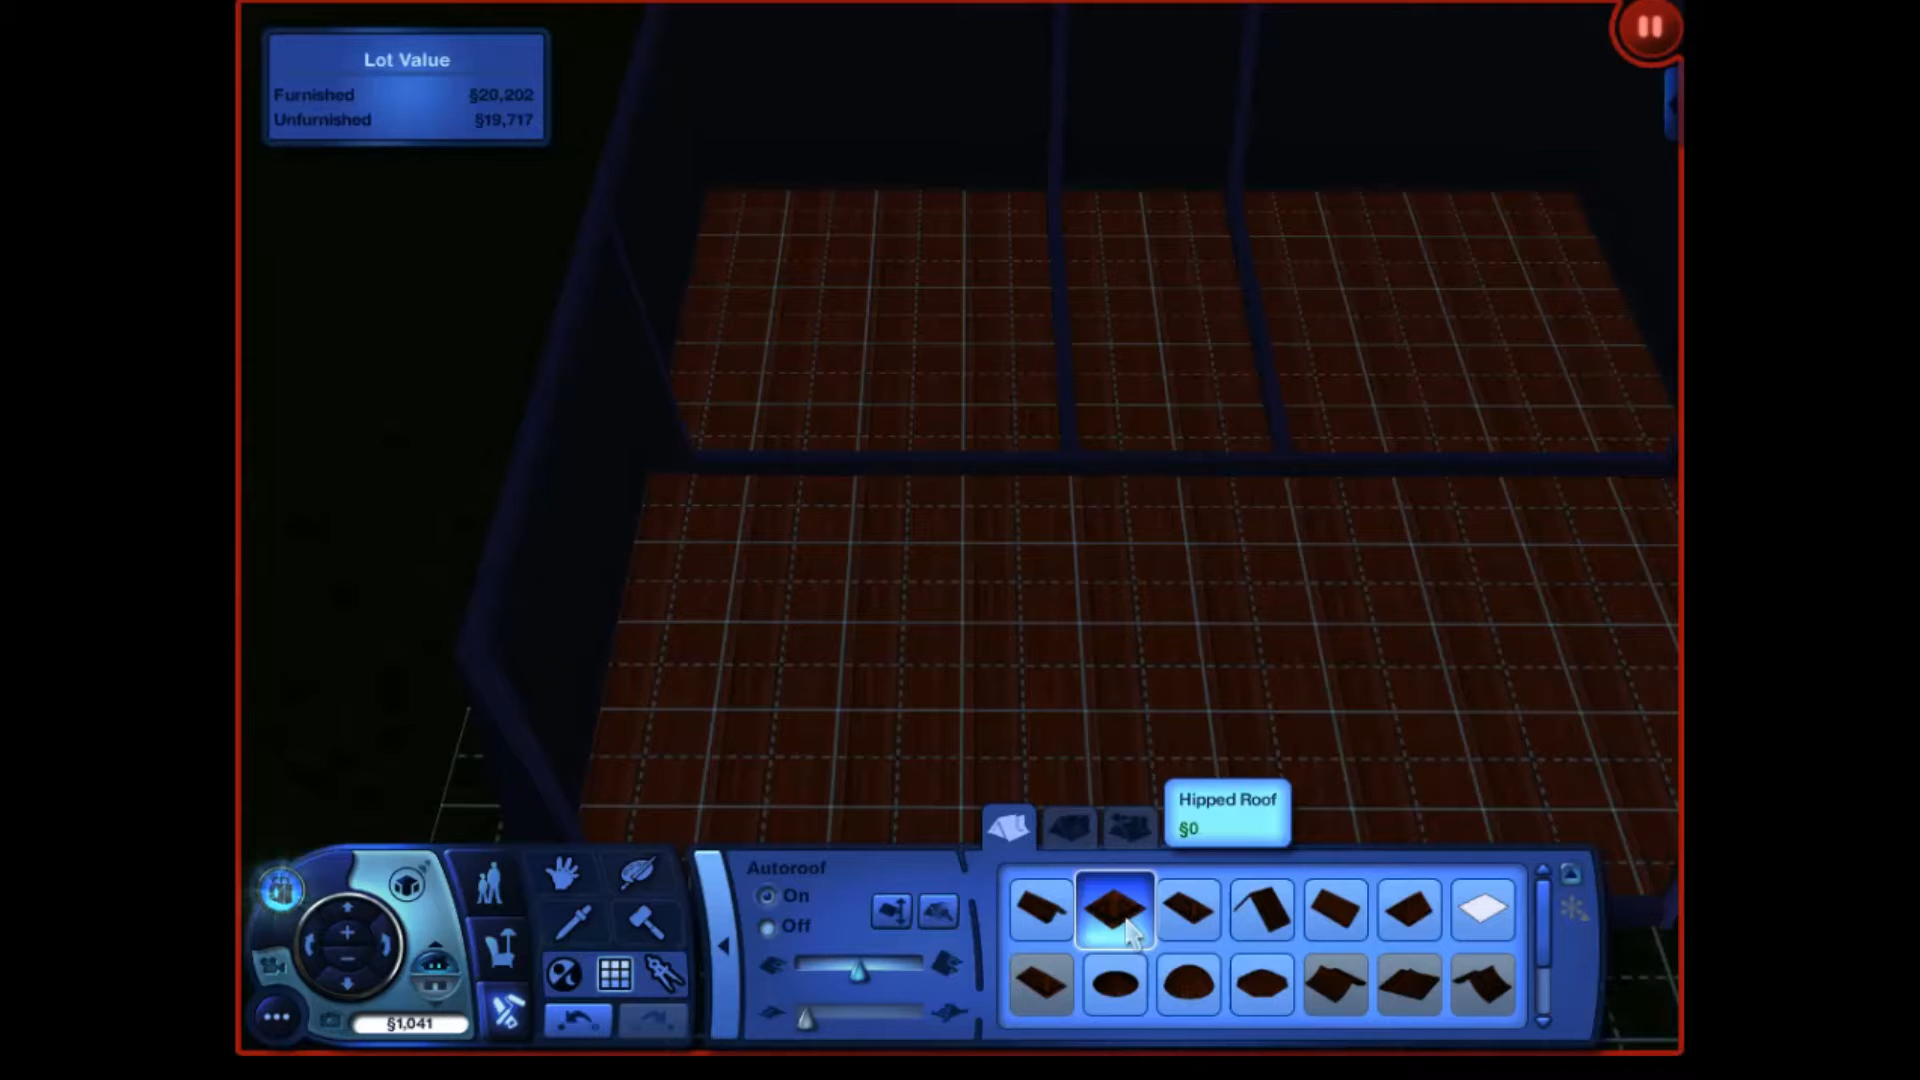 Lot Value
Furnished §20,202
Unfurnished §19,717
Hipped Roof
§0
Autoroof
On
Off
§1,041